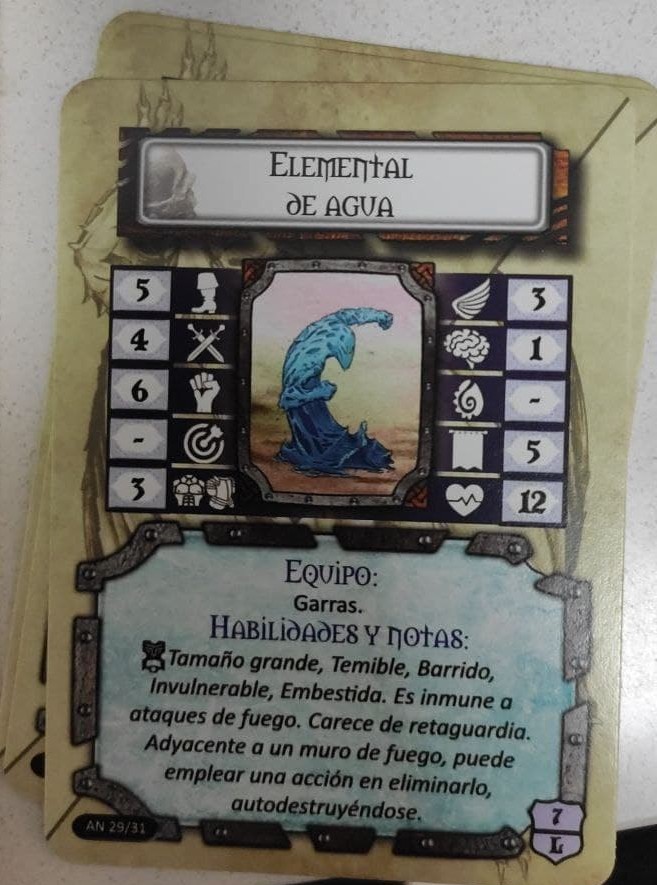 Elemental
de agua
5
3
4
1
6
-
-
5
3
12
Equipo:
Garras.
Habilidades y notas:
Tamaño grande, Temible, Barrido,
Invulnerable, Embestida. Es inmune a
ataques de fuego. Carece de retaguardia.
Adyacente a un muro de fuego, puede
emplear una acción en eliminarlo,
autodestruyéndose.
AN 29/31
7
L